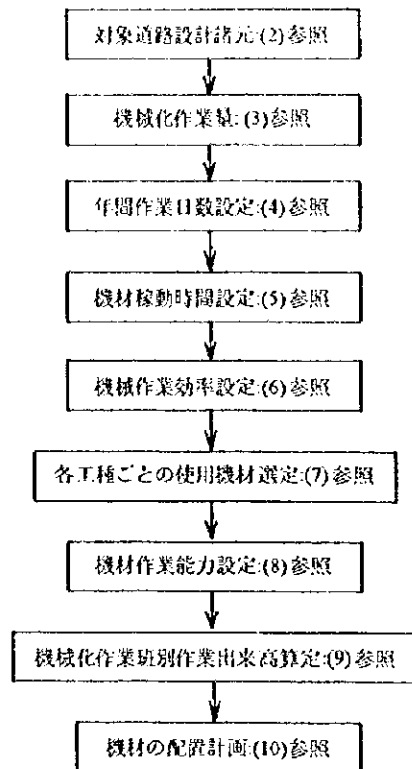 対象道路設計諸元:(2)参照
機械化作業量:(3)参照
年間作業日数設定:(4)参照
機材稼動時間設定:(5)参照
機械作業効率設定:(6)参照
各工種ごとの使用機材選定:(7)参照
機材作業能力設定:(8)参照
機械化作業班別作業出来高算定:(9)参照
機材の配置計画:(10)参照